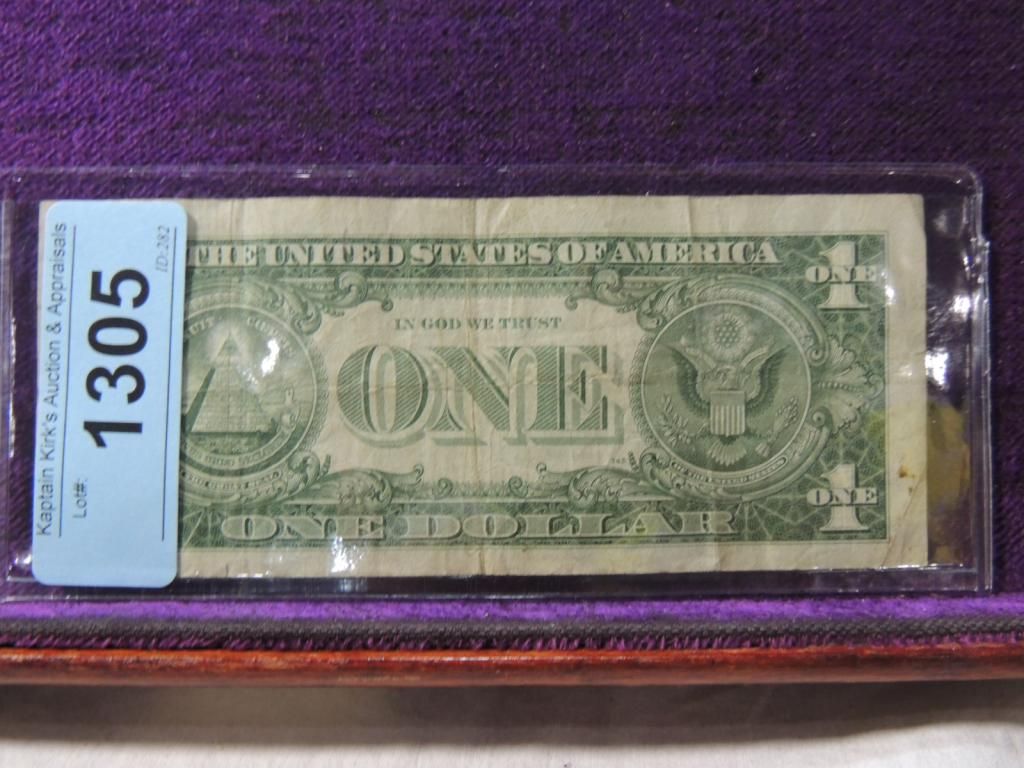 Kaptain Kirk's Auction & Appraisals
Lot#:
1305
ID:282
THE UNITED STATES OF AMERICA
1
ONE
IN GOD WE TRUST
ONE
1
ONE
ONE DOLLAR